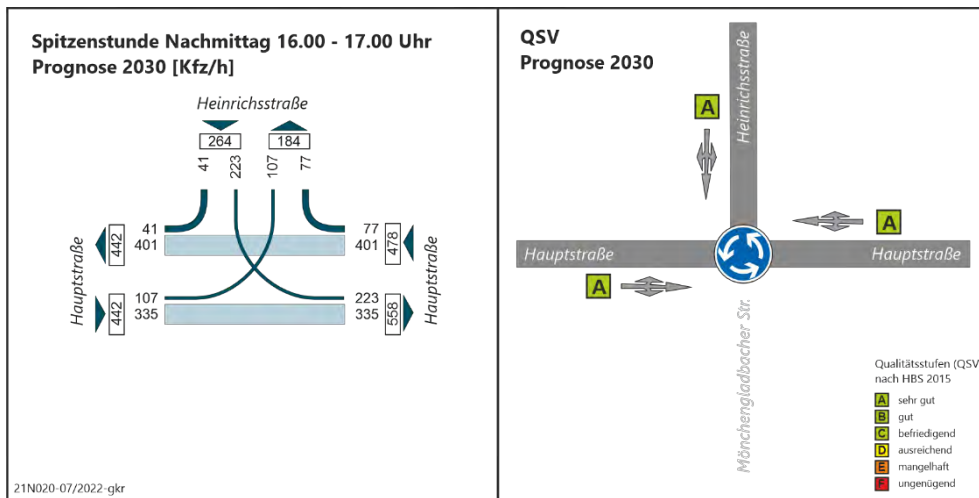 Spitzenstunde Nachmittag 16.00 - 17.00 Uhr
Prognose 2030 [Kfz/h]
Heinrichsstraße
264 184
41 223 107 77
41 77
401 401
442 478
Hauptstraße Hauptstraße
107 223
335 335
442 558
21N020-07/2022-gkr
QSV
Prognose 2030
A
Heinrichsstraße
A
Hauptstraße Hauptstraße
A
Mönchengladbacher Str.
Qualitätsstufen (QSV
nach HBS 2015
A sehr gut
B gut
C befriedigend
D ausreichend
E mangelhaft
F ungenügend